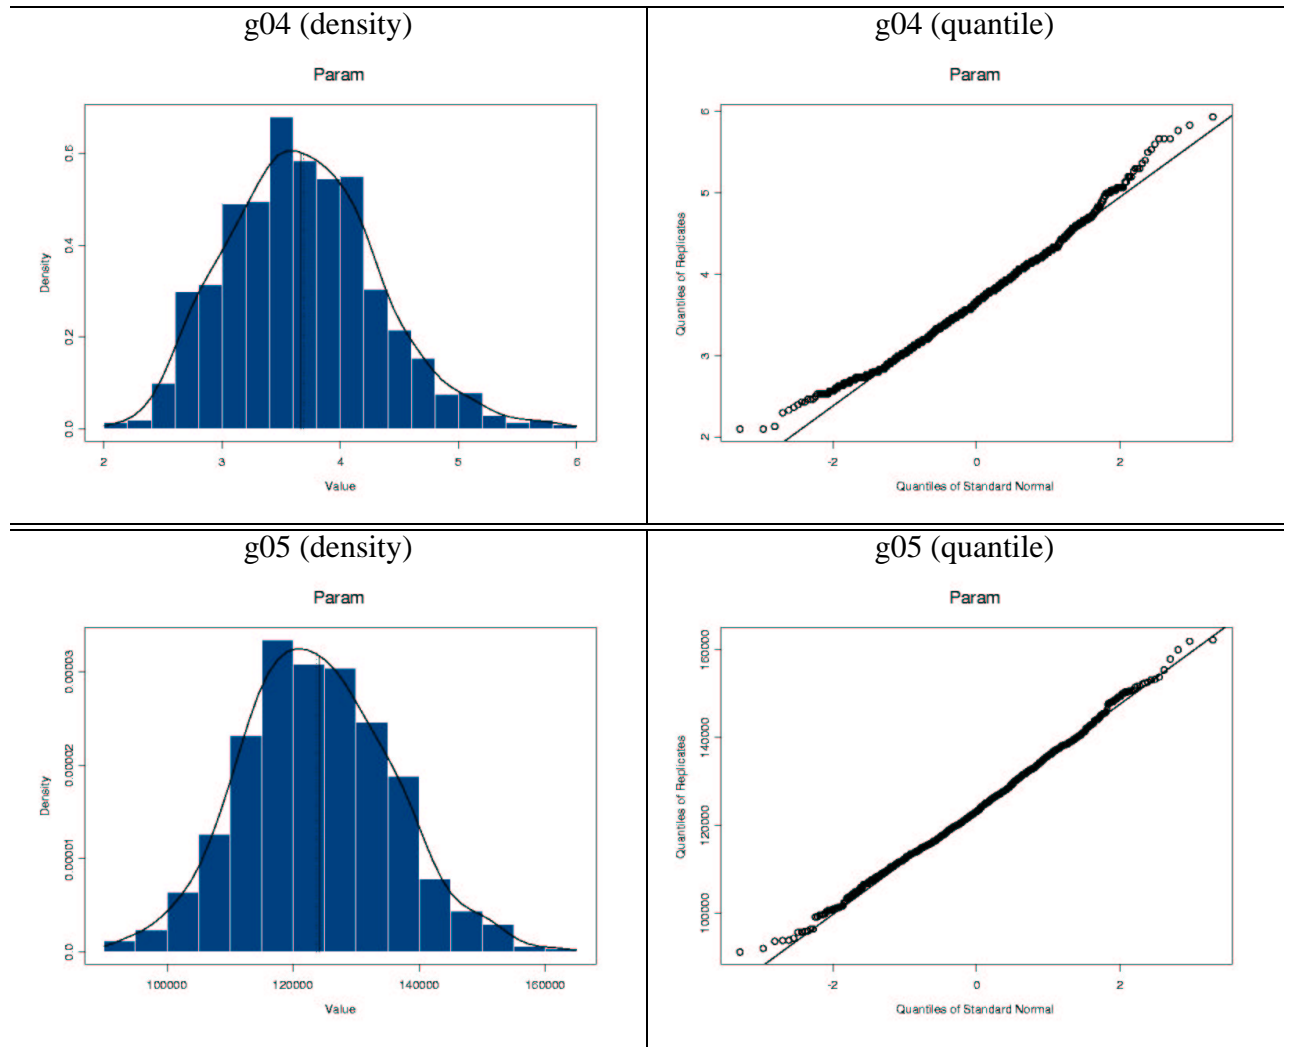 g04 (density)
Param
Density
0.0
0.2
0.4
0.6
2 3 4 5 6
Value
g04 (quantile)
Param
Quantiles of Replicates
2
3
4
5
6
-2 0 2
Quantiles of Standard Normal
g05 (density)
Param
Density
0.0
0.00001
0.00002
0.0003
100000 120000 140000 160000
Value
g05 (quantile)
Param
Quantiles of Replicates
100000
120000
140000
160000
-2 0 2
Quantiles of Standard Normal